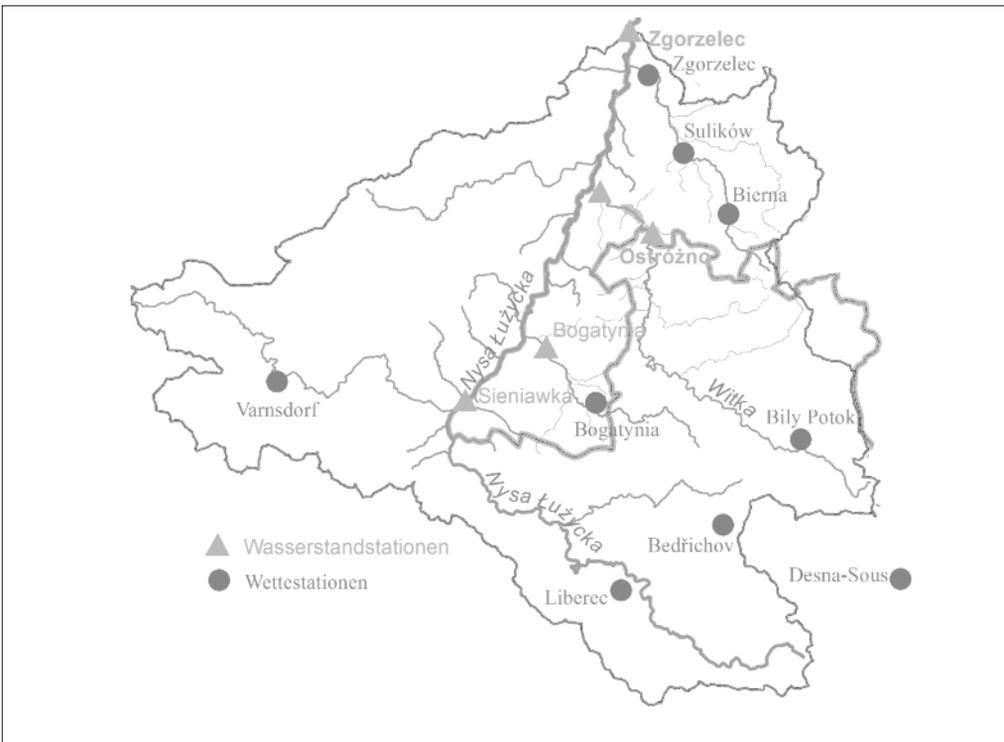 Zgorzelec
Zgorzelec
Sulików
Bierna
Ostróżno
Nysa Łużycka
Bogatynia
Sieniawka
Varnsdorf
Bogatynia
Witka
Bily Potok
Nysa Łużycka
Wasserstandstationen
Bedřichov
Wettestationen
Desna-Sous
Liberec